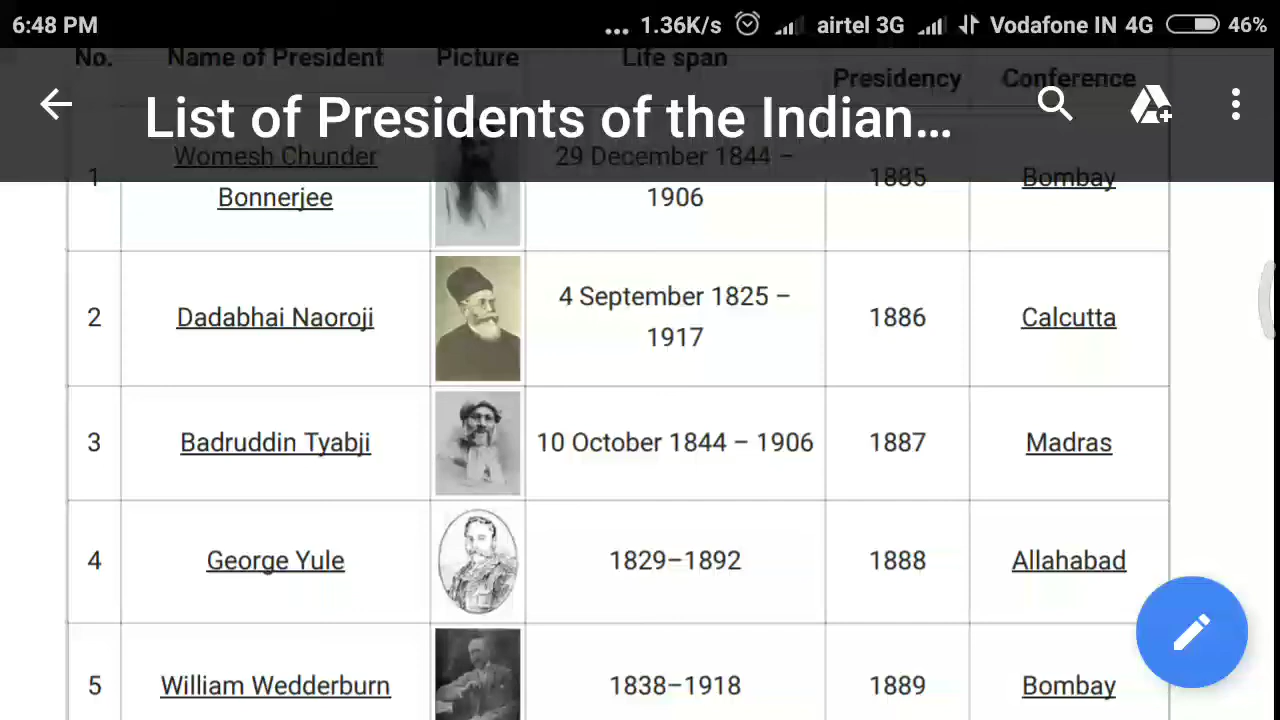 6:48 PM ... 1.36K/s airtel 3G Vodafone IN 4G 46%
No. Name of President Picture Life span Presidency Conference
List of Presidents of the Indian...
1 Womesh Chunder Bonnerjee 29 December 1844 – 1906 1885 Bombay
2 Dadabhai Naoroji 4 September 1825 – 1917 1886 Calcutta
3 Badruddin Tyabji 10 October 1844 – 1906 1887 Madras
4 George Yule 1829–1892 1888 Allahabad
5 William Wedderburn 1838–1918 1889 Bombay